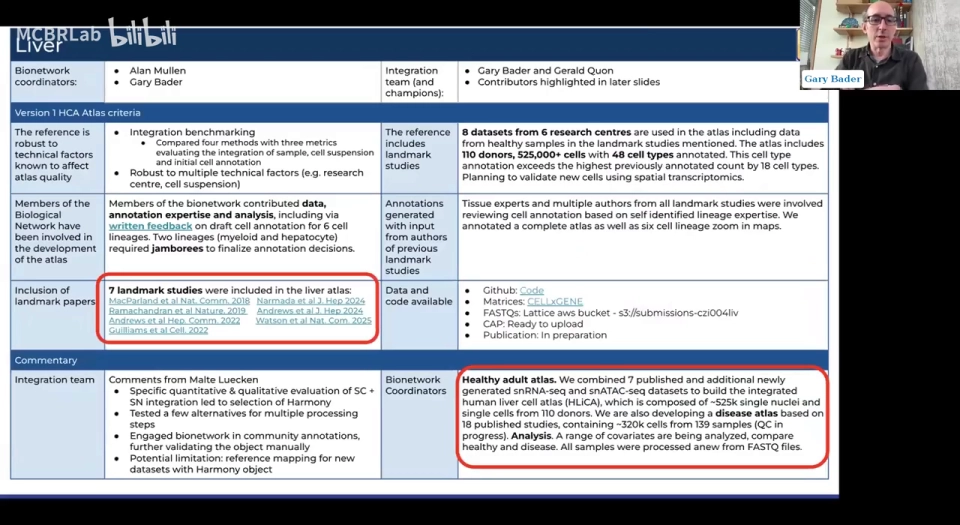 MCBRLab bilibili
Liver
Gary Bader
Bionetwork
coordinators:
• Alan Mullen
• Gary Bader
Integration
team (and
champions):
• Gary Bader and Gerald Quon
• Contributors highlighted in later slides
Version 1 HCA Atlas criteria
The reference is
robust to
technical factors
known to affect
atlas quality
• Integration benchmarking
• Compared four methods with three metrics
evaluating the integration of sample, cell suspension
and initial cell annotation
• Robust to multiple technical factors (e.g. research
centre, cell suspension)
The reference
includes
landmark
studies
8 datasets from 6 research centres are used in the atlas including data
from healthy samples in the landmark studies mentioned. The atlas includes
110 donors, 525,000+ cells with 48 cell types annotated. This cell type
annotation exceeds the highest previously annotated count by 18 cell types.
Planning to validate new cells using spatial transcriptomics.
Members of the
Biological
Network have
been involved in
the development
of the atlas
Members of the bionetwork contributed data,
annotation expertise and analysis, including via
written feedback on draft cell annotation for 6 cell
lineages. Two lineages (myeloid and hepatocyte)
required jamborees to finalize annotation decisions.
Annotations
generated
with input
from authors
of previous
landmark
studies
Tissue experts and multiple authors from all landmark studies were involved
reviewing cell annotation based on self identified lineage expertise. We
annotated a complete atlas as well as six cell lineage zoom in maps.
Inclusion of
landmark papers
7 landmark studies were included in the liver atlas:
MacParland et al Nat. Comm. 2018 Narmada et al J. Hep 2024
Ramachandran et al Nature. 2019 Andrews et al J. Hep 2024
Andrews et al Hep. Comm. 2022 Watson et al Nat. Com. 2025
Guilliams et al Cell. 2022
Data and
code available
• Github: Code
• Matrices: CELLxGENE
• FASTQs: Lattice aws bucket - s3://submissions-czi004liv
• CAP: Ready to upload
• Publication: In preparation
Commentary
Integration team
Comments from Malte Luecken
• Specific quantitative & qualitative evaluation of SC +
SN integration led to selection of Harmony
• Tested a few alternatives for multiple processing
steps
• Engaged bionetwork in community annotations,
further validating the object manually
• Potential limitation: reference mapping for new
datasets with Harmony object
Bionetwork
Coordinators
Healthy adult atlas. We combined 7 published and additional newly
generated snRNA-seq and snATAC-seq datasets to build the integrated
human liver cell atlas (HLiCA), which is composed of ~525k single nuclei and
single cells from 110 donors. We are also developing a disease atlas based on
18 published studies, containing ~320k cells from 139 samples (QC in
progress). Analysis. A range of covariates are being analyzed, compare
healthy and disease. All samples were processed anew from FASTQ files.